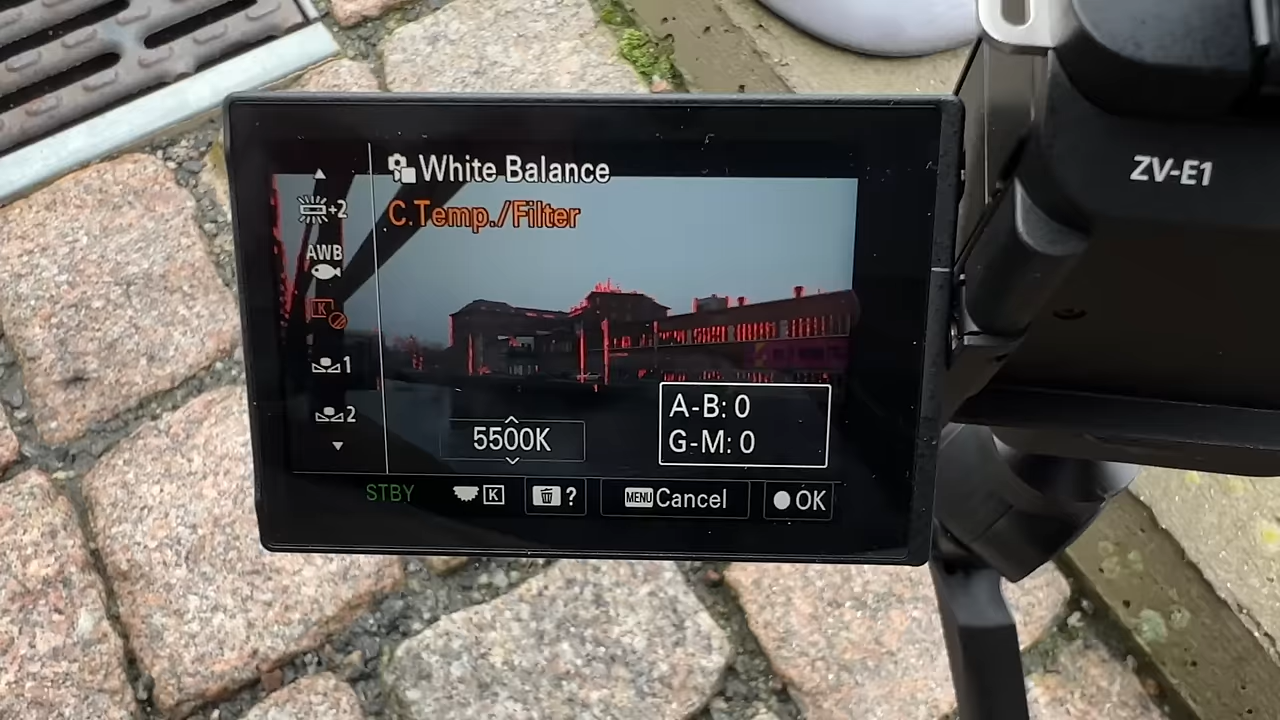 White Balance
C.Temp./Filter
+2
AWB
K
1
2
5500K
A-B: 0
G-M: 0
STBY
K
?
MENU Cancel
OK
ZV-E1